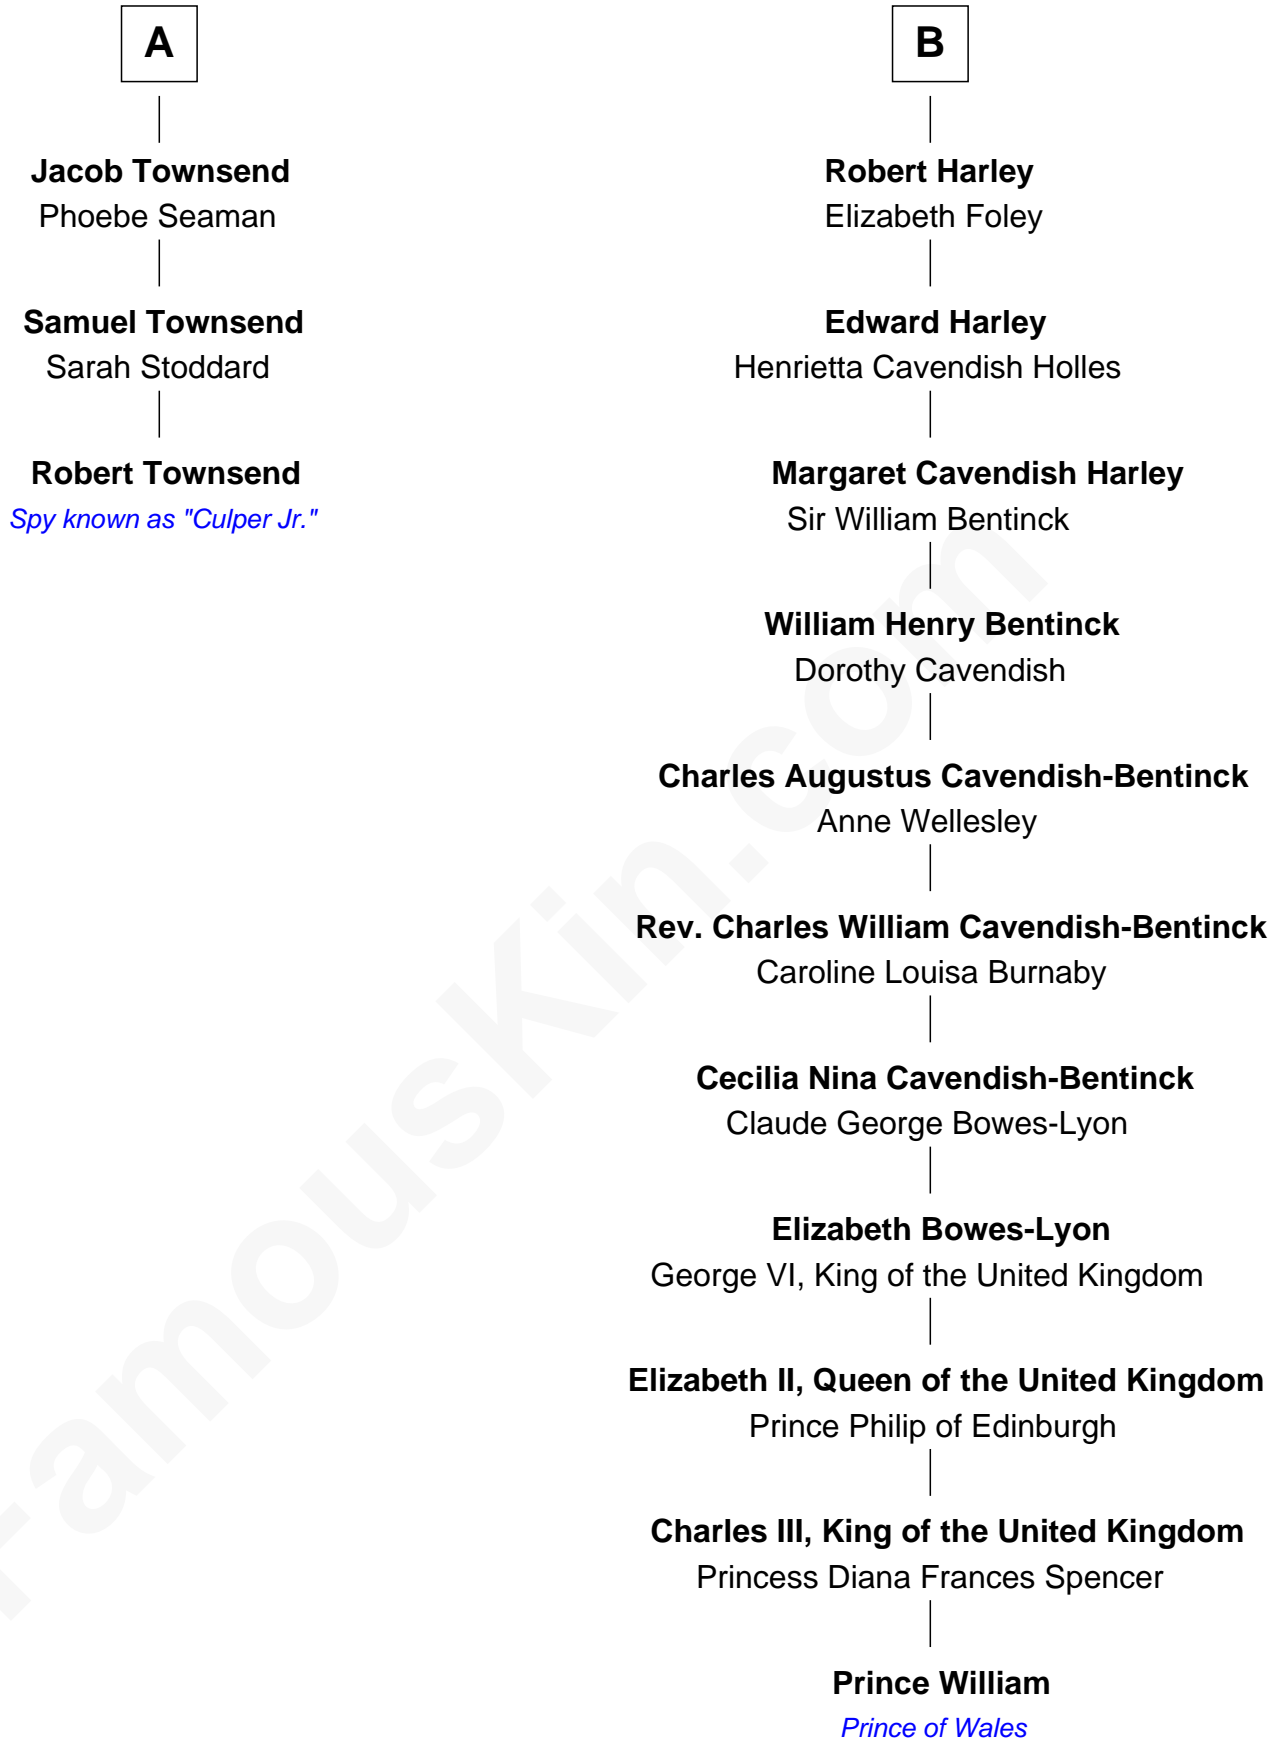 A
Jacob Townsend
Phoebe Seaman
Samuel Townsend
Sarah Stoddard
Robert Townsend
Spy known as "Culper Jr."
B
Robert Harley
Elizabeth Foley
Edward Harley
Henrietta Cavendish Holles
Margaret Cavendish Harley
Sir William Bentinck
William Henry Bentinck
Dorothy Cavendish
Charles Augustus Cavendish-Bentinck
Anne Wellesley
Rev. Charles William Cavendish-Bentinck
Caroline Louisa Burnaby
Cecilia Nina Cavendish-Bentinck
Claude George Bowes-Lyon
Elizabeth Bowes-Lyon
George VI, King of the United Kingdom
Elizabeth II, Queen of the United Kingdom
Prince Philip of Edinburgh
Charles III, King of the United Kingdom
Princess Diana Frances Spencer
Prince William
Prince of Wales
FamousKin.com